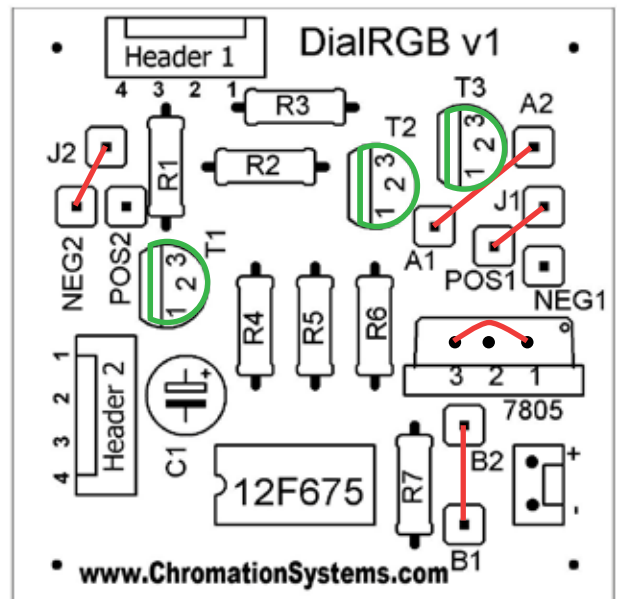 DialRGB v1
Header 1
4 3 2 1
R3
T3
A2
T2
3
2
1
3
2
1
J2
R1
R2
J1
NEG2
POS2
T1
3
2
1
A1
POS1
NEG1
R4
R5
R6
3 2 1
7805
1
2
3
4
Header 2
+
C1
12F675
R7
B2
+
-
B1
www.ChromationSystems.com